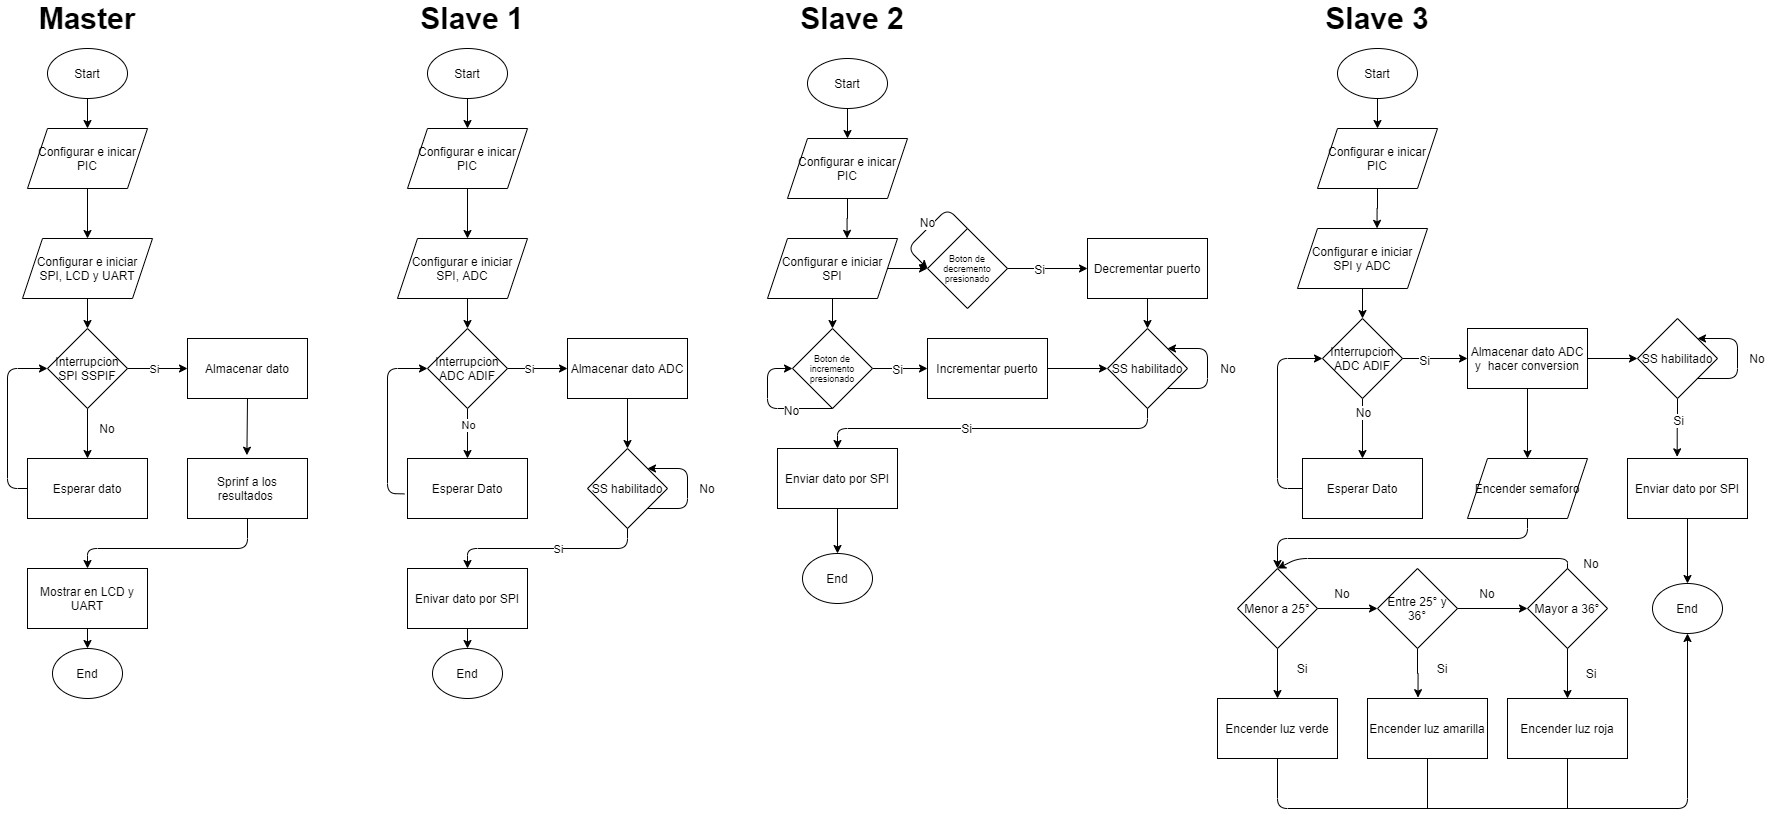 Master
Start
Configurar e inicar
PIC
Configurar e iniciar
SPI, LCD y UART
Interrupcion
SPI SSPIF
Si
Almacenar dato
No
Esperar dato
Sprinf a los
resultados
Mostrar en LCD y
UART
End
Slave 1
Start
Configurar e inicar
PIC
Configurar e iniciar
SPI, ADC
Interrupcion
ADC ADIF
Si
Almacenar dato ADC
No
Esperar Dato
SS habilitado
No
Si
Enivar dato por SPI
End
Slave 2
Start
Configurar e inicar
PIC
Configurar e iniciar
SPI
No
Boton de
decremento
presionado
Si
Decrementar puerto
Boton de
incremento
presionado
No
Si
Incrementar puerto
SS habilitado
No
Si
Enviar dato por SPI
End
Slave 3
Start
Configurar e inicar
PIC
Configurar e iniciar
SPI y ADC
Interrupcion
ADC ADIF
Si
Almacenar dato ADC
y hacer conversion
SS habilitado
No
No
Si
Esperar Dato
Encender semaforo
Enviar dato por SPI
Menor a 25°
No
Entre 25° y
36°
No
Mayor a 36°
No
End
Si
Si
Si
Encender luz verde
Encender luz amarilla
Encender luz roja